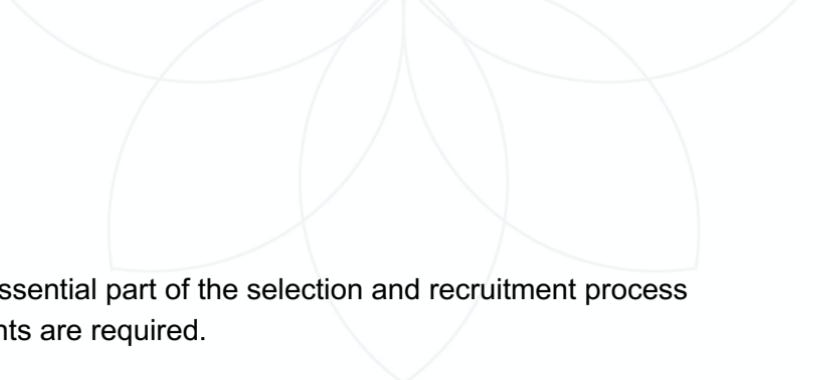 ssential part of the selection and recruitment process
nts are required.